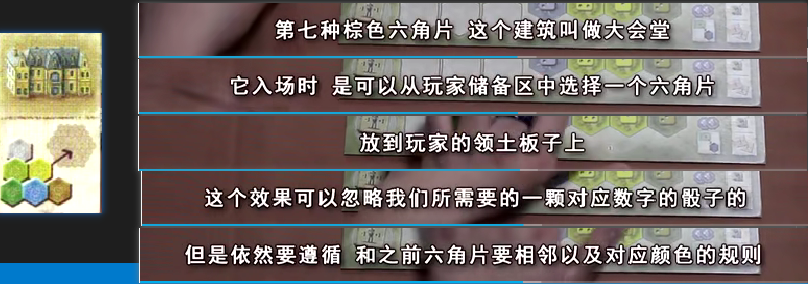 第七种棕色六角片 这个建筑叫做大会堂
它入场时 是可以从玩家储备区中选择一个六角片
放到玩家的领土板子上
这个效果可以忽略我们所需要的一颗对应数字的骰子的
但是依然要遵循 和之前六角片要相邻以及对应颜色的规则